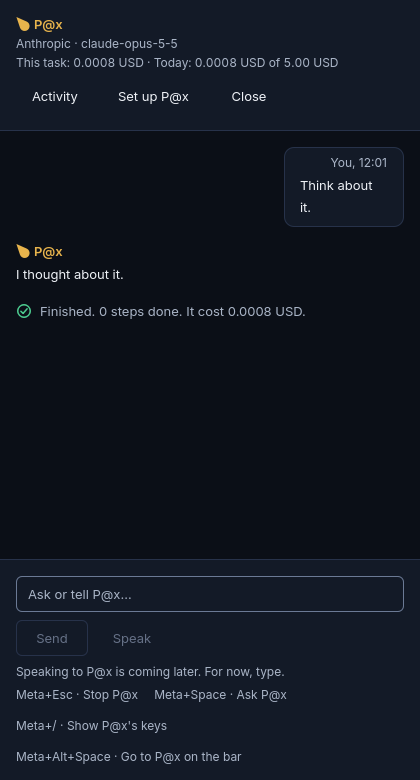 P@x
Anthropic · claude-opus-5-5
This task: 0.0008 USD · Today: 0.0008 USD of 5.00 USD
Activity Set up P@x Close
You, 12:01
Think about
it.
P@x
I thought about it.
Finished. 0 steps done. It cost 0.0008 USD.
Ask or tell P@x...
Send Speak
Speaking to P@x is coming later. For now, type.
Meta+Esc · Stop P@x Meta+Space · Ask P@x
Meta+/ · Show P@x's keys
Meta+Alt+Space · Go to P@x on the bar